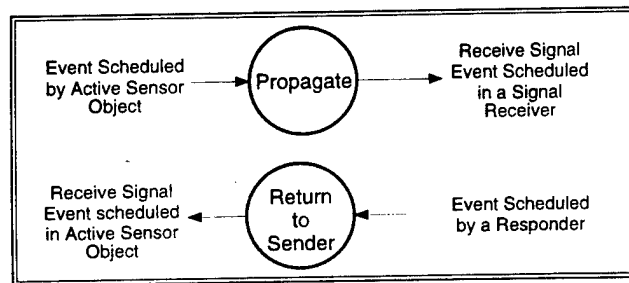 Event Scheduled
by Active Sensor
Object
Propagate
Receive Signal
Event Scheduled
in a Signal
Receiver
Receive Signal
Event scheduled
in Active Sensor
Object
Return
to
Sender
Event Scheduled
by a Responder